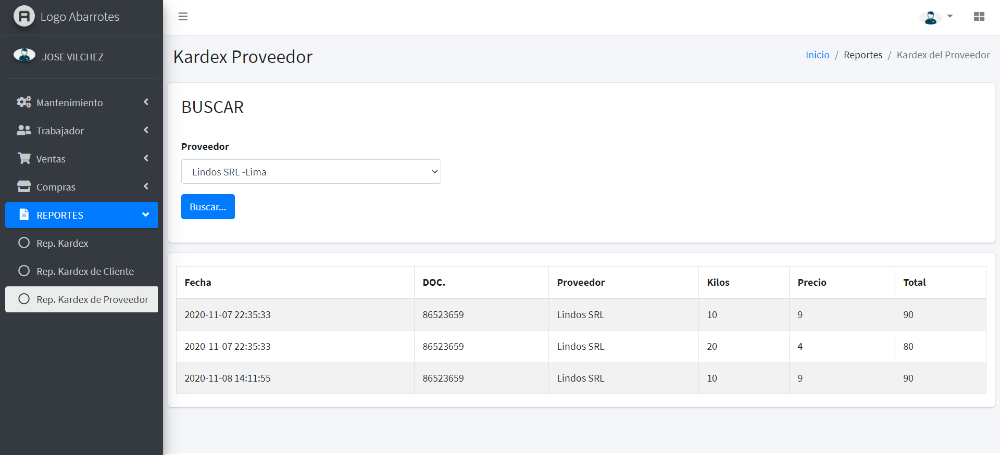 Logo Abarrotes
JOSE VILCHEZ
Mantenimiento
Trabajador
Ventas
Compras
REPORTES
Rep. Kardex
Rep. Kardex de Cliente
Rep. Kardex de Proveedor
Kardex Proveedor
Inicio / Reportes / Kardex del Proveedor
BUSCAR
Proveedor
Lindos SRL -Lima
Buscar...
Fecha DOC. Proveedor Kilos Precio Total
2020-11-07 22:35:33 86523659 Lindos SRL 10 9 90
2020-11-07 22:35:33 86523659 Lindos SRL 20 4 80
2020-11-08 14:11:55 86523659 Lindos SRL 10 9 90